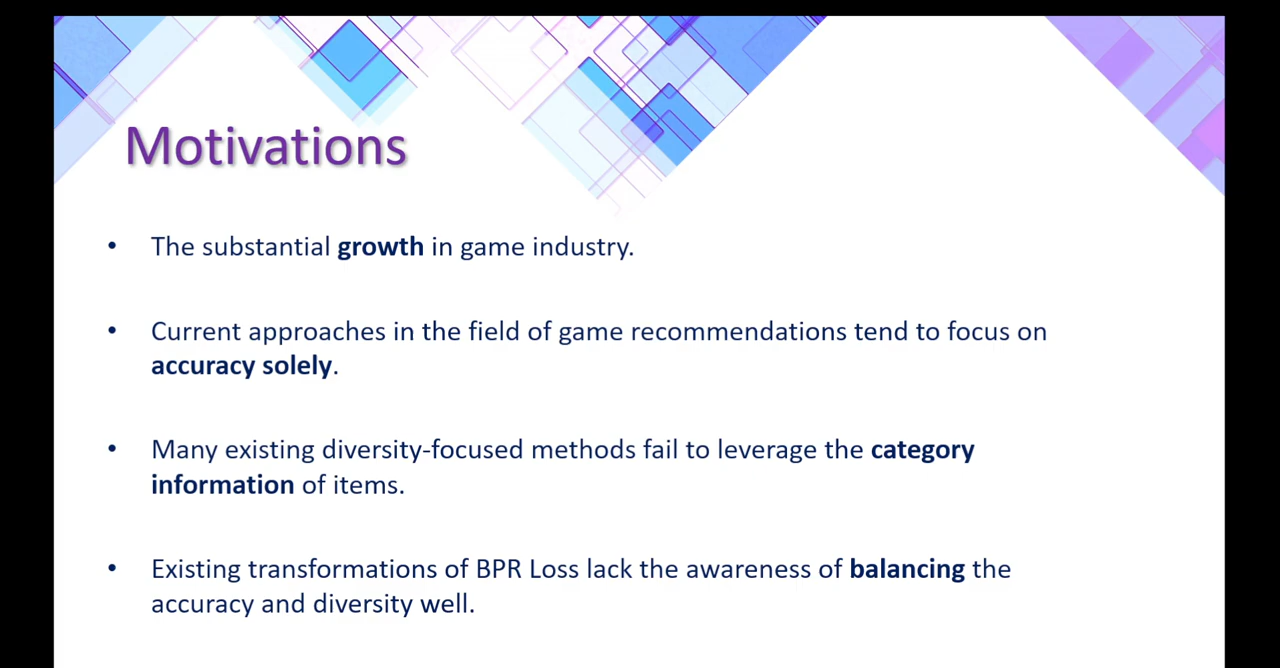 Motivations
• The substantial growth in game industry.
• Current approaches in the field of game recommendations tend to focus on
accuracy solely.
• Many existing diversity-focused methods fail to leverage the category
information of items.
• Existing transformations of BPR Loss lack the awareness of balancing the
accuracy and diversity well.